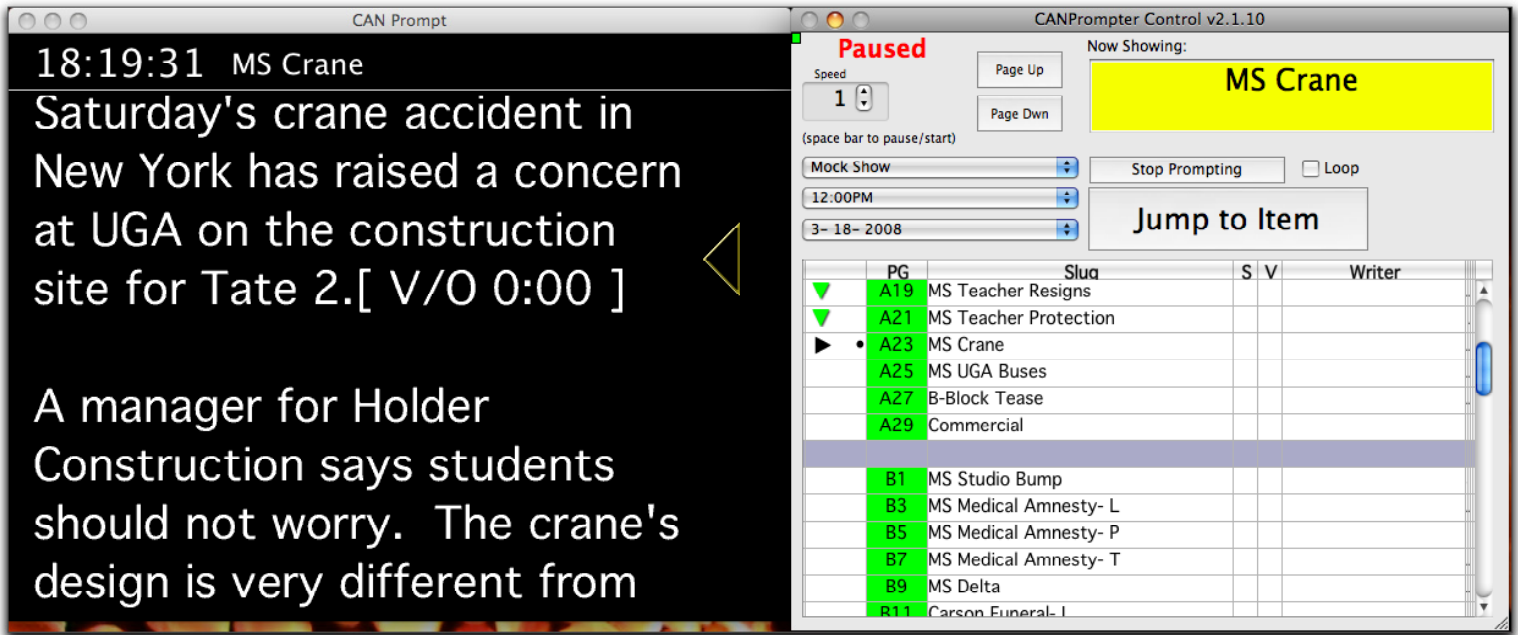 CAN Prompt
18:19:31 MS Crane
Saturday's crane accident in
New York has raised a concern
at UGA on the construction
site for Tate 2.[ V/O 0:00 ]
A manager for Holder
Construction says students
should not worry.  The crane's
design is very different from
CANPrompter Control v2.1.10
Paused
Speed
1
(space bar to pause/start)
Page Up
Page Dwn
Now Showing:
MS Crane
Mock Show
12:00PM
3- 18- 2008
Stop Prompting
Loop
Jump to Item
PG Slug S V Writer
A19 MS Teacher Resigns
A21 MS Teacher Protection
• A23 MS Crane
A25 MS UGA Buses
A27 B-Block Tease
A29 Commercial
B1 MS Studio Bump
B3 MS Medical Amnesty- L
B5 MS Medical Amnesty- P
B7 MS Medical Amnesty- T
B9 MS Delta
B11 Carson Funeral- L